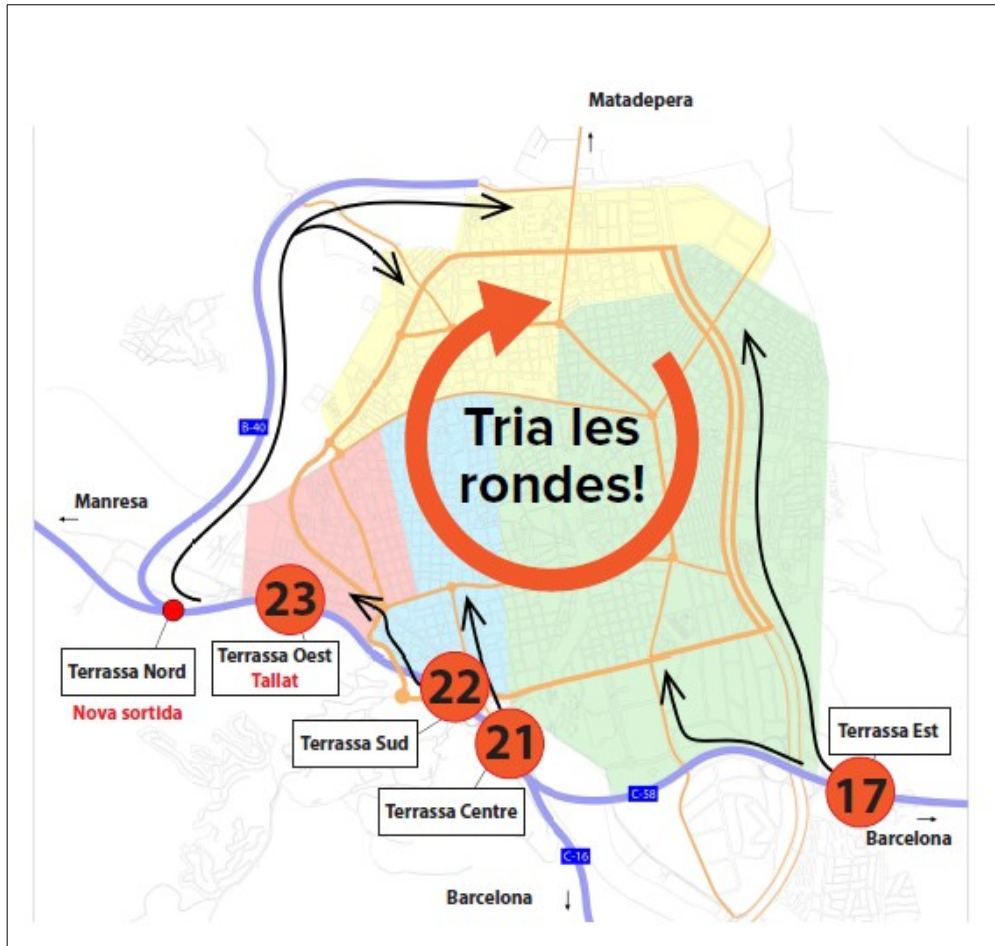 Matadepera
Tria les
rondes!
B-40
Manresa
23
Terrassa Nord
Nova sortida
Terrassa Oest
Tallat
22
Terrassa Sud
21
Terrassa Centre
Terrassa Est
17
C-58
Barcelona
C-16
Barcelona